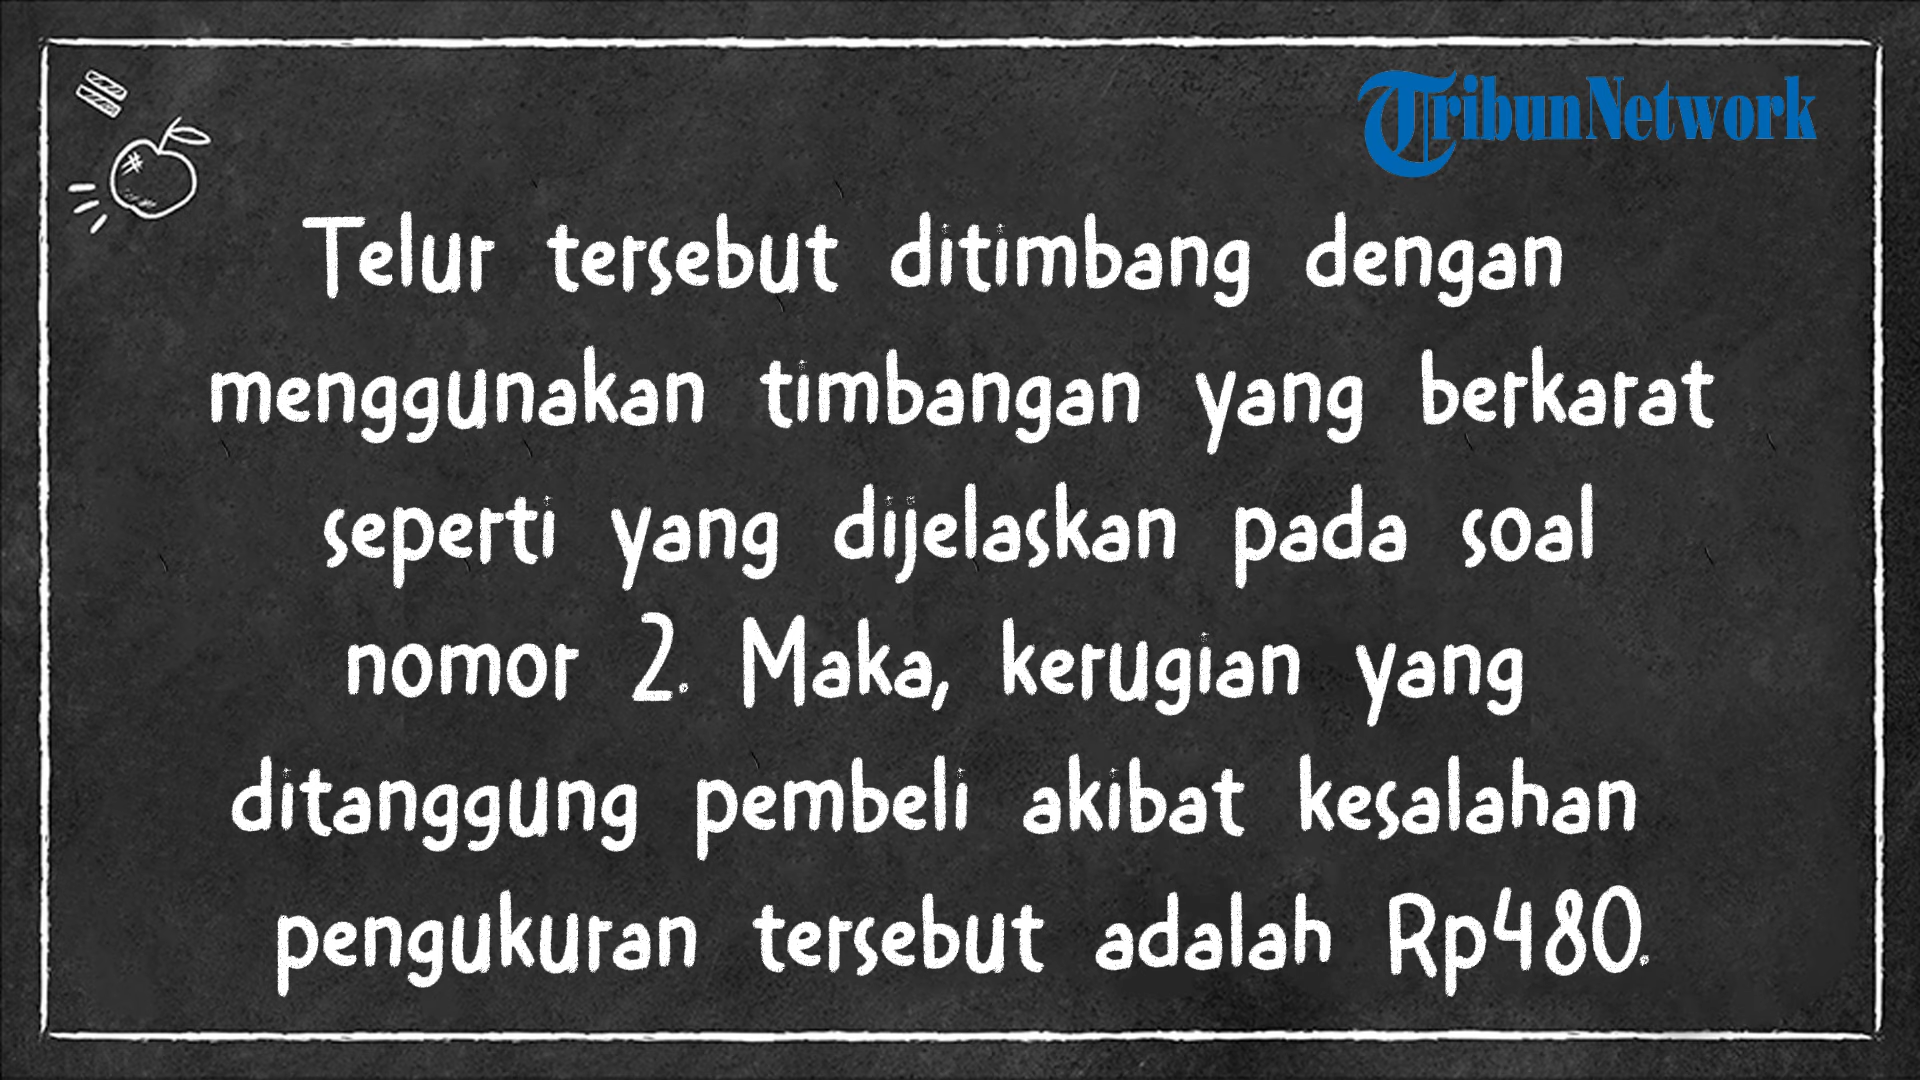 TribunNetwork
Telur tersebut ditimbang dengan
menggunakan timbangan yang berkarat
seperti yang dijelaskan pada soal
nomor 2. Maka, kerugian yang
ditanggung pembeli akibat kesalahan
pengukuran tersebut adalah Rp480.